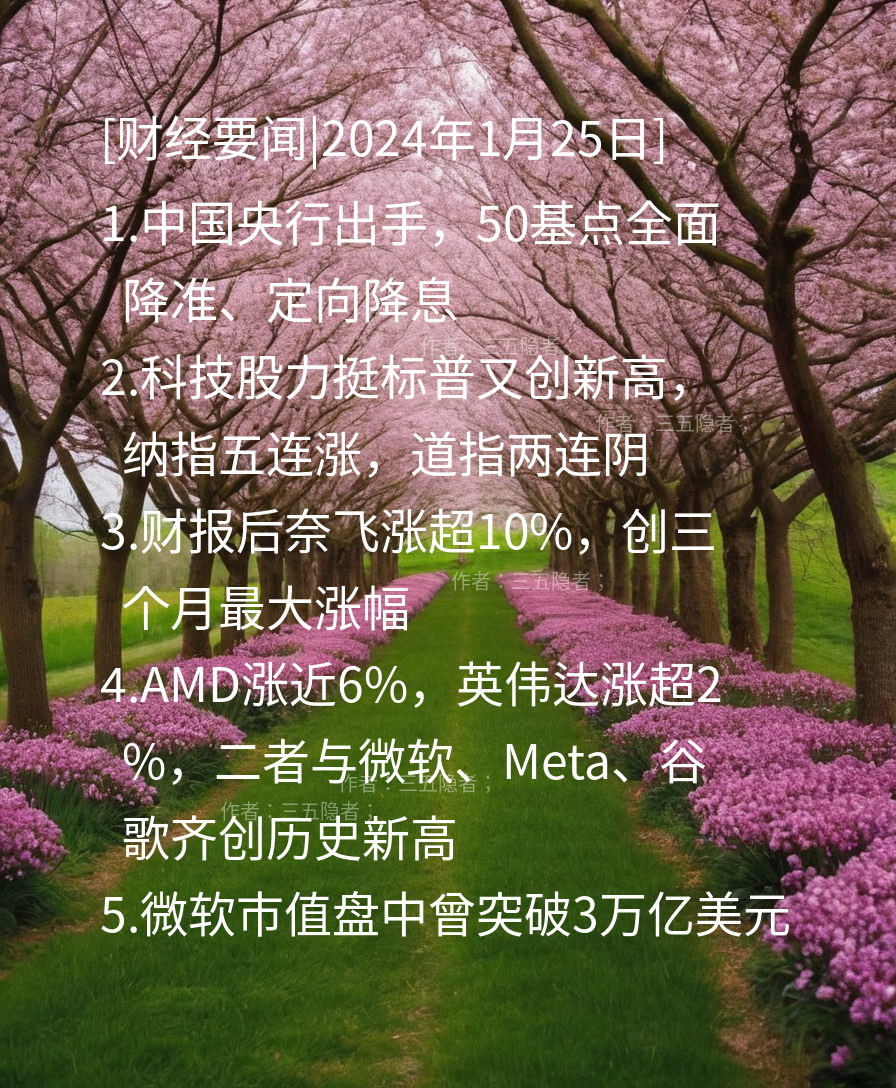 [财经要闻|2024年1月25日]
1.中国央行出手，50基点全面
降准、定向降息
作者：三五隐者；
2.科技股力挺标普又创新高，
作者：三五隐者；
纳指五连涨，道指两连阴
3.财报后奈飞涨超10%，创三
作者：三五隐者；
个月最大涨幅
4.AMD涨近6%，英伟达涨超2
%，二者与微软、Meta、谷
作者：三五隐者；
作者：三五隐者；
歌齐创历史新高
5.微软市值盘中曾突破3万亿美元